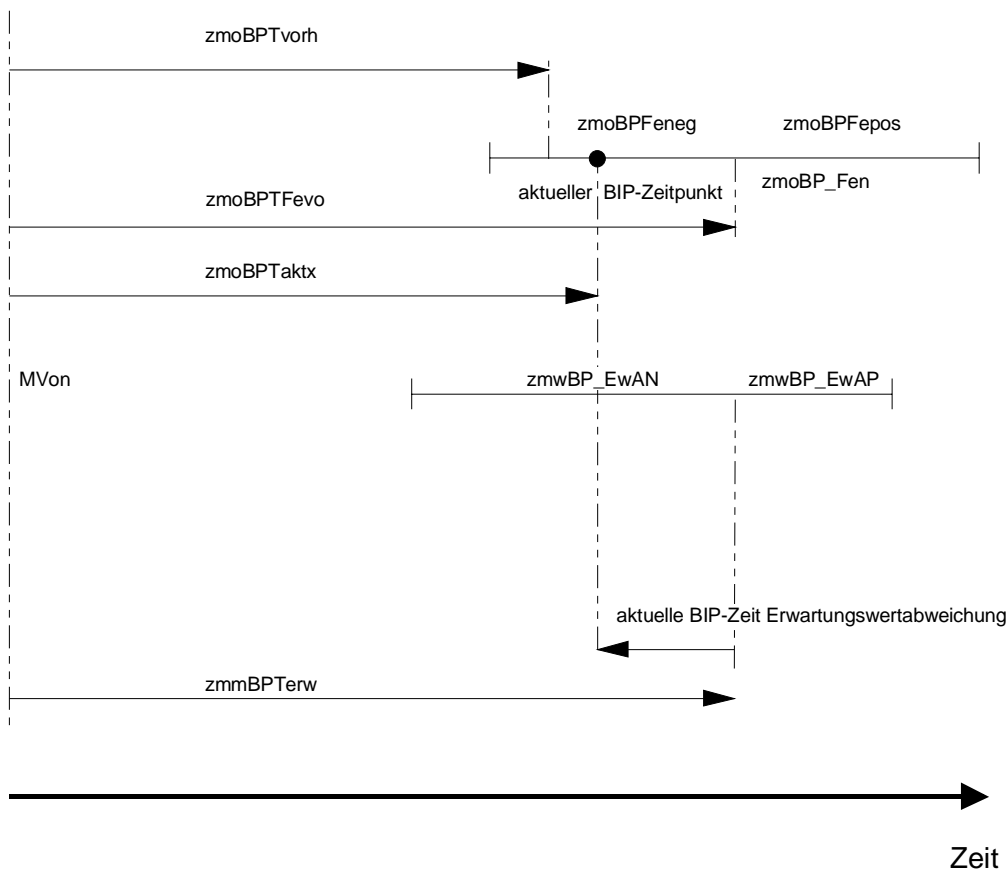 zmoBPTvorh
zmoBPFeneg zmoBPFepos
aktueller BIP-Zeitpunkt zmoBP_Fen
zmoBPTFevo
zmoBPTaktx
MVon zmwBP_EwAN zmwBP_EwAP
aktuelle BIP-Zeit Erwartungswertabweichung
zmmBPTerw
Zeit